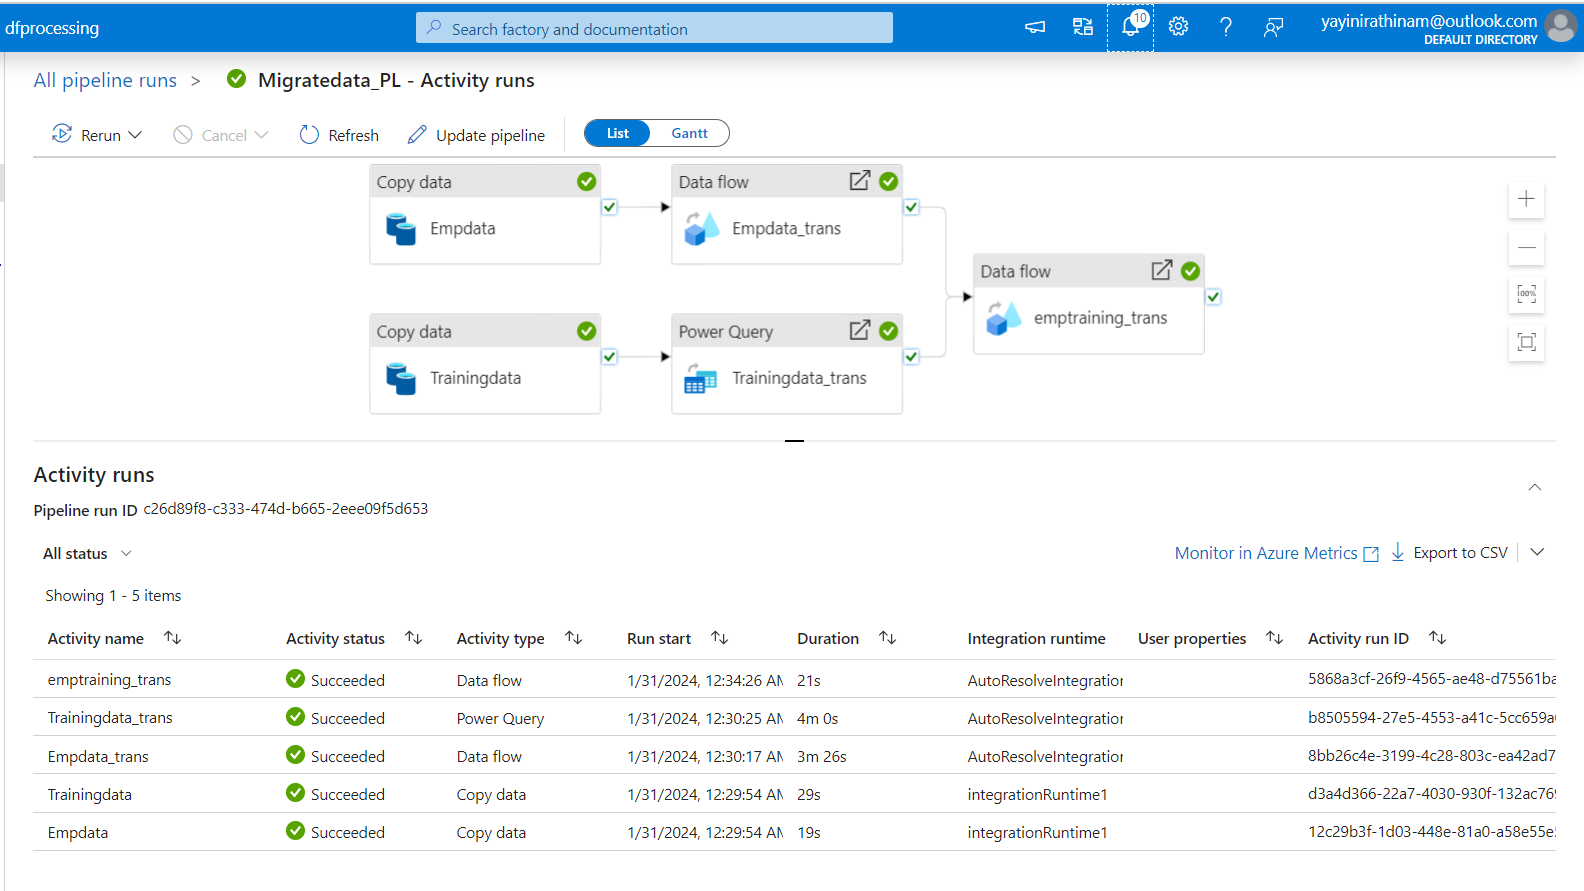 dfprocessing
Search factory and documentation
10
yayinirathinam@outlook.com
DEFAULT DIRECTORY
All pipeline runs > Migratedata_PL - Activity runs
Rerun Cancel Refresh Update pipeline List Gantt
Copy data
Empdata
Data flow
Empdata_trans
Copy data
Trainingdata
Power Query
Trainingdata_trans
Data flow
emptraining_trans
100%
Activity runs
Pipeline run ID c26d89f8-c333-474d-b665-2eee09f5d653
All status
Monitor in Azure Metrics Export to CSV
Showing 1 - 5 items
Activity name Activity status Activity type Run start Duration Integration runtime User properties Activity run ID
emptraining_trans Succeeded Data flow 1/31/2024, 12:34:26 AM 21s AutoResolveIntegration 5868a3cf-26f9-4565-ae48-d75561ba
Trainingdata_trans Succeeded Power Query 1/31/2024, 12:30:25 AM 4m 0s AutoResolveIntegration b8505594-27e5-4553-a41c-5cc659a
Empdata_trans Succeeded Data flow 1/31/2024, 12:30:17 AM 3m 26s AutoResolveIntegration 8bb26c4e-3199-4c28-803c-ea42ad7
Trainingdata Succeeded Copy data 1/31/2024, 12:29:54 AM 29s integrationRuntime1 d3a4d366-22a7-4030-930f-132ac769
Empdata Succeeded Copy data 1/31/2024, 12:29:54 AM 19s integrationRuntime1 12c29b3f-1d03-448e-81a0-a58e55e5